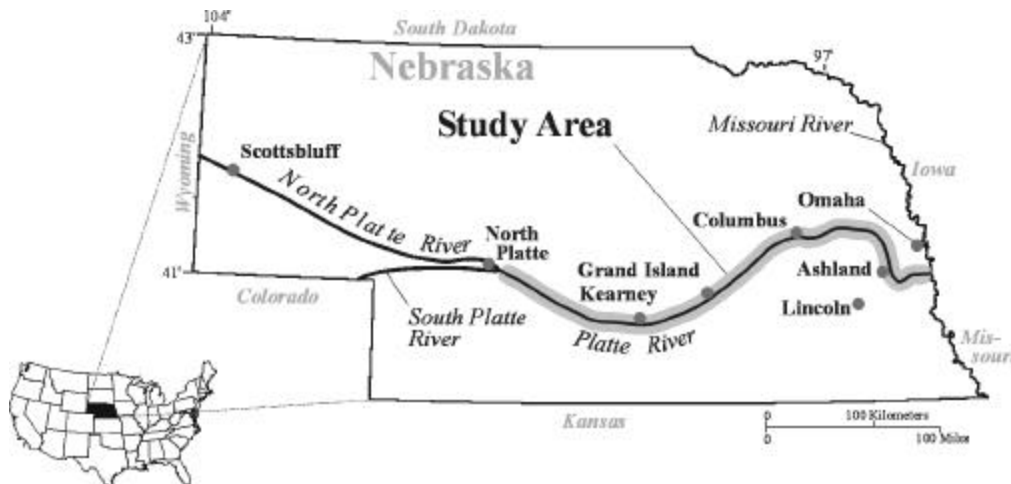 104°
South Dakota
43°
Nebraska
97°
Study Area
Missouri River
Wyoming
Scottsbluff
Iowa
North Platte River
Omaha
Columbus
North
Platte
Grand Island
Kearney
Ashland
41°
Colorado
Lincoln
South Platte
River
Platte River
Mis-
souri
Kansas
0 100 Kilometers
0 100 Miles